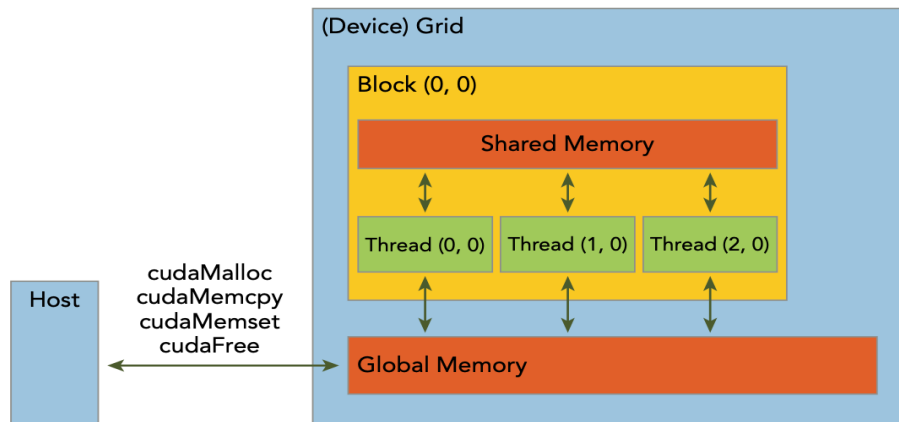 (Device) Grid
Block (0, 0)
Shared Memory
Thread (0, 0)
Thread (1, 0)
Thread (2, 0)
cudaMalloc
cudaMemcpy
cudaMemset
cudaFree
Host
Global Memory